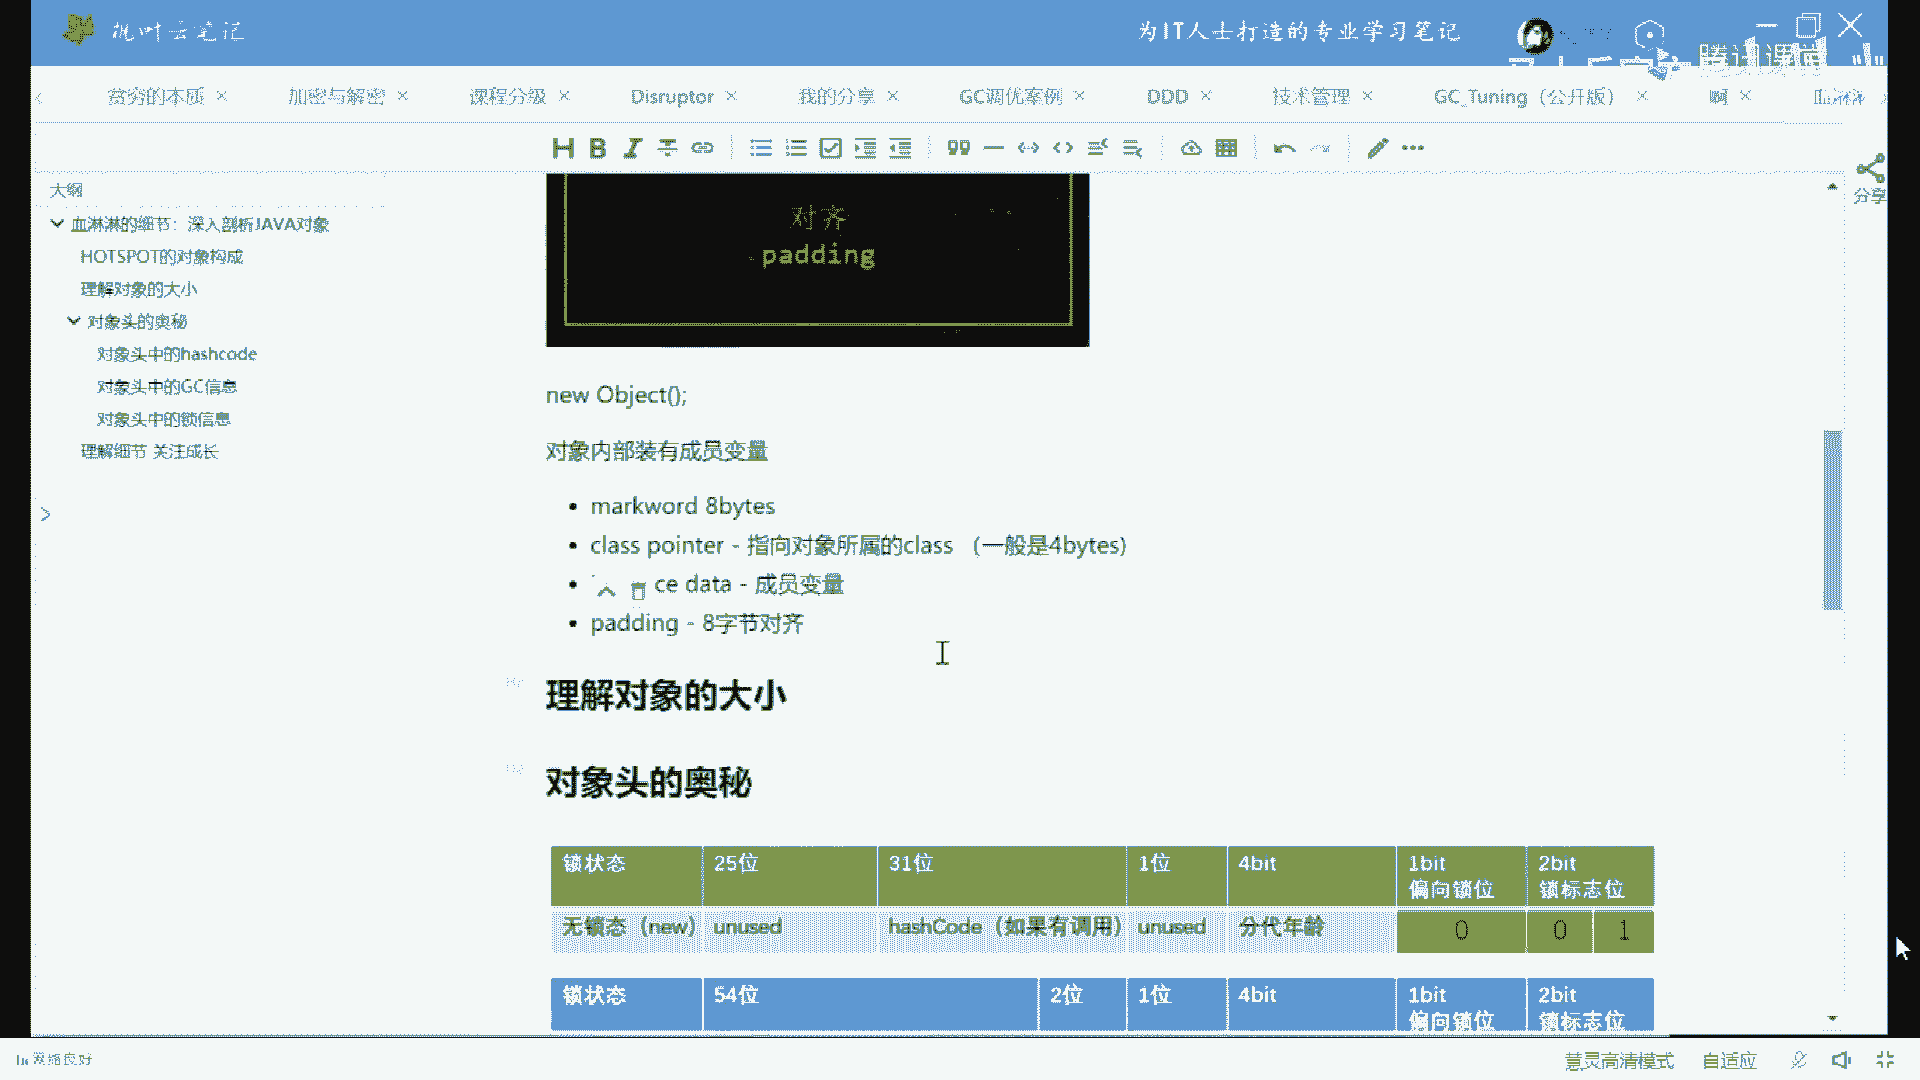 枫叶云笔记
为IT人士打造的专业学习笔记
腾讯课堂
贫穷的本质 ×
加密与解密 ×
课程分级 ×
Disruptor ×
我的分享 ×
GC调优案例 ×
DDD ×
技术管理 ×
GC_Tuning（公开版） ×
啊 ×
血淋淋
H B I
分享
大纲
血淋淋的细节：深入剖析JAVA对象
HOTSPOT的对象构成
理解对象的大小
对象头的奥秘
对象头中的hashcode
对象头中的GC信息
对象头中的锁信息
理解细节 关注成长
对齐
padding
new Object();
对象内部装有成员变量
• markword 8bytes
• class pointer - 指向对象所属的class （一般是4bytes)
• ce data - 成员变量
• padding - 8字节对齐
理解对象的大小
对象头的奥秘
锁状态 25位 31位 1位 4bit 1bit 偏向锁位 2bit 锁标志位
无锁态（new） unused hashCode（如果有调用） unused 分代年龄 0 0 1
锁状态 54位 2位 1位 4bit 1bit 偏向锁位 2bit 锁标志位
网络良好
慧灵高清模式 自适应